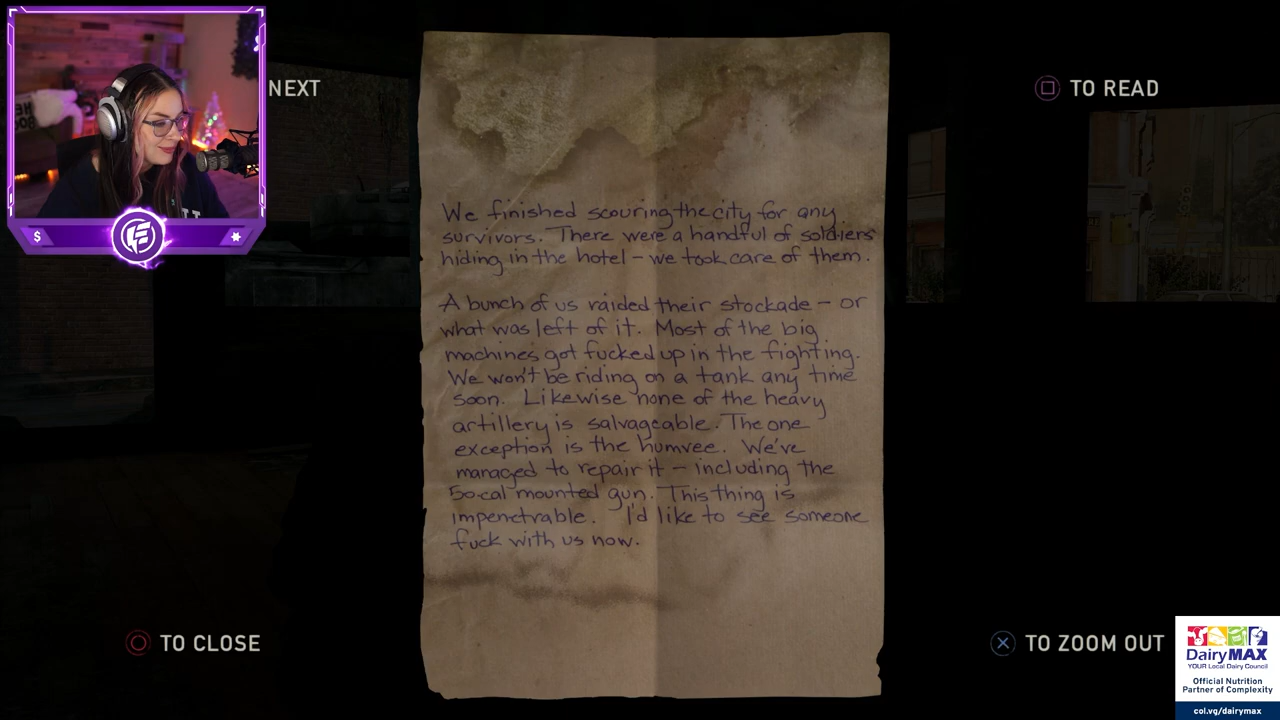 NEXT
TO READ
We finished scouring the city for any
survivors. There were a handful of soldiers
hiding in the hotel - we took care of them.
A bunch of us raided their stockade - or
what was left of it. Most of the big
machines got fucked up in the fighting.
We won't be riding on a tank any time
soon. Likewise none of the heavy
artillery is salvageable. The one
exception is the humvee. We've
managed to repair it - including the
50cal mounted gun. This thing is
impenetrable. I'd like to see someone
fuck with us now.
TO CLOSE
TO ZOOM OUT
$
*
DairyMAX
YOUR Local Dairy Council
Official Nutrition
Partner of Complexity
col.vg/dairymax